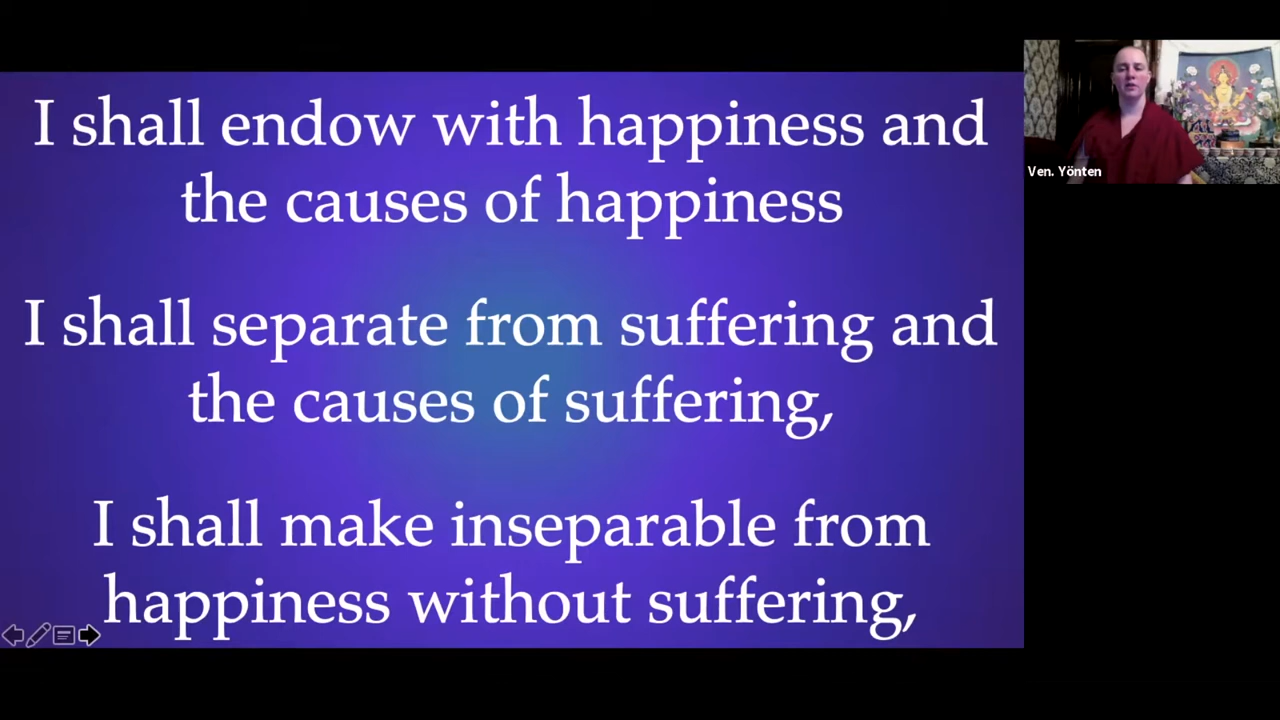 I shall endow with happiness and
the causes of happiness
I shall separate from suffering and
the causes of suffering,
I shall make inseparable from
happiness without suffering,
Ven. Yönten